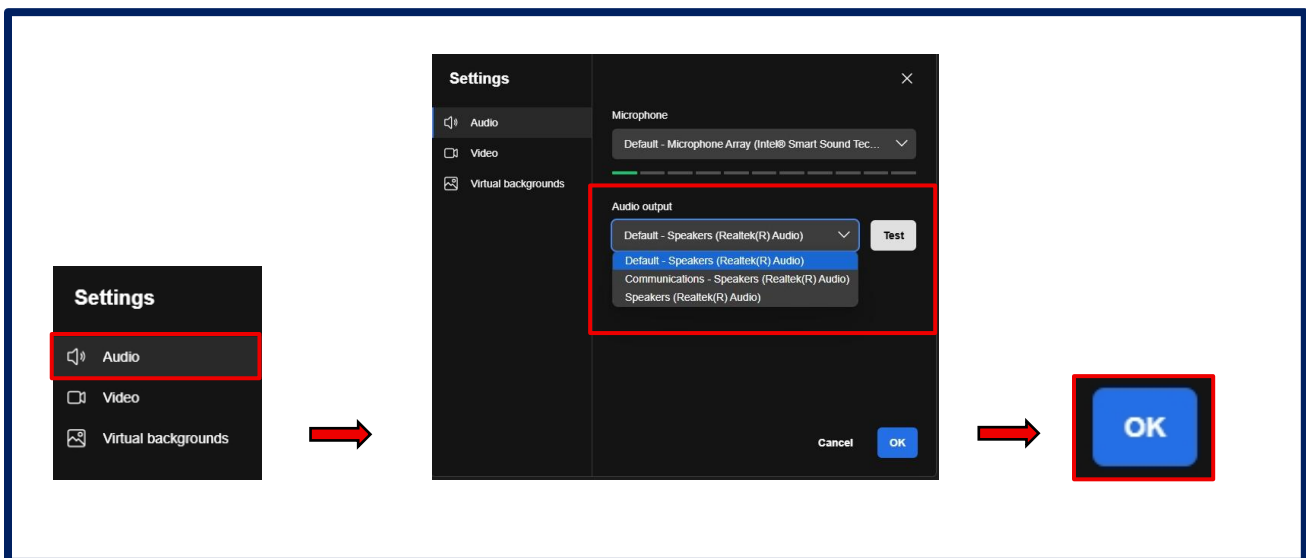 Settings
Audio
Video
Virtual backgrounds
Settings
Audio
Video
Virtual backgrounds
Microphone
Default - Microphone Array (Intel® Smart Sound Tec...
Audio output
Default - Speakers (Realtek(R) Audio)
Test
Default - Speakers (Realtek(R) Audio)
Communications - Speakers (Realtek(R) Audio)
Speakers (Realtek(R) Audio)
Cancel
OK
OK